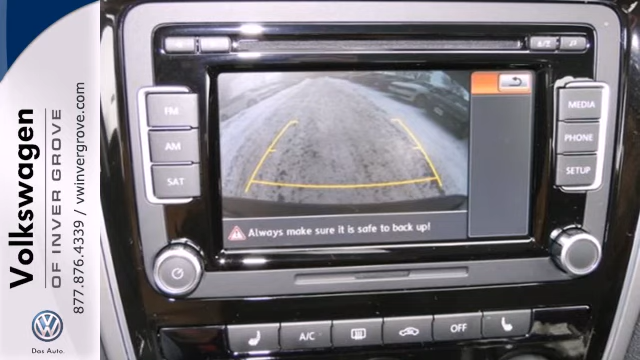 Volkswagen
OF INVER GROVE
877.876.4339 / vwinvergrove.com
Das Auto.
FM
AM
SAT
MEDIA
PHONE
SETUP
Always make sure it is safe to back up!
A/C
OFF